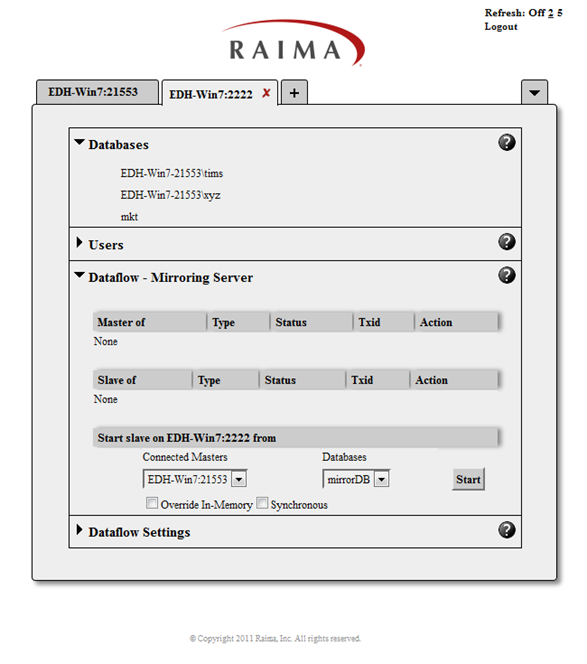 Refresh: Off 2 5
Logout
RAIMA
EDH-Win7:21553 EDH-Win7:2222 ✗ +
Databases ?
EDH-Win7-21553\tims
EDH-Win7-21553\xyz
mkt
Users ?
Dataflow - Mirroring Server ?
Master of Type Status Txid Action
None
Slave of Type Status Txid Action
None
Start slave on EDH-Win7:2222 from
Connected Masters Databases
EDH-Win7:21553 mirrorDB Start
Override In-Memory Synchronous
Dataflow Settings ?
© Copyright 2011 Raima, Inc. All rights reserved.